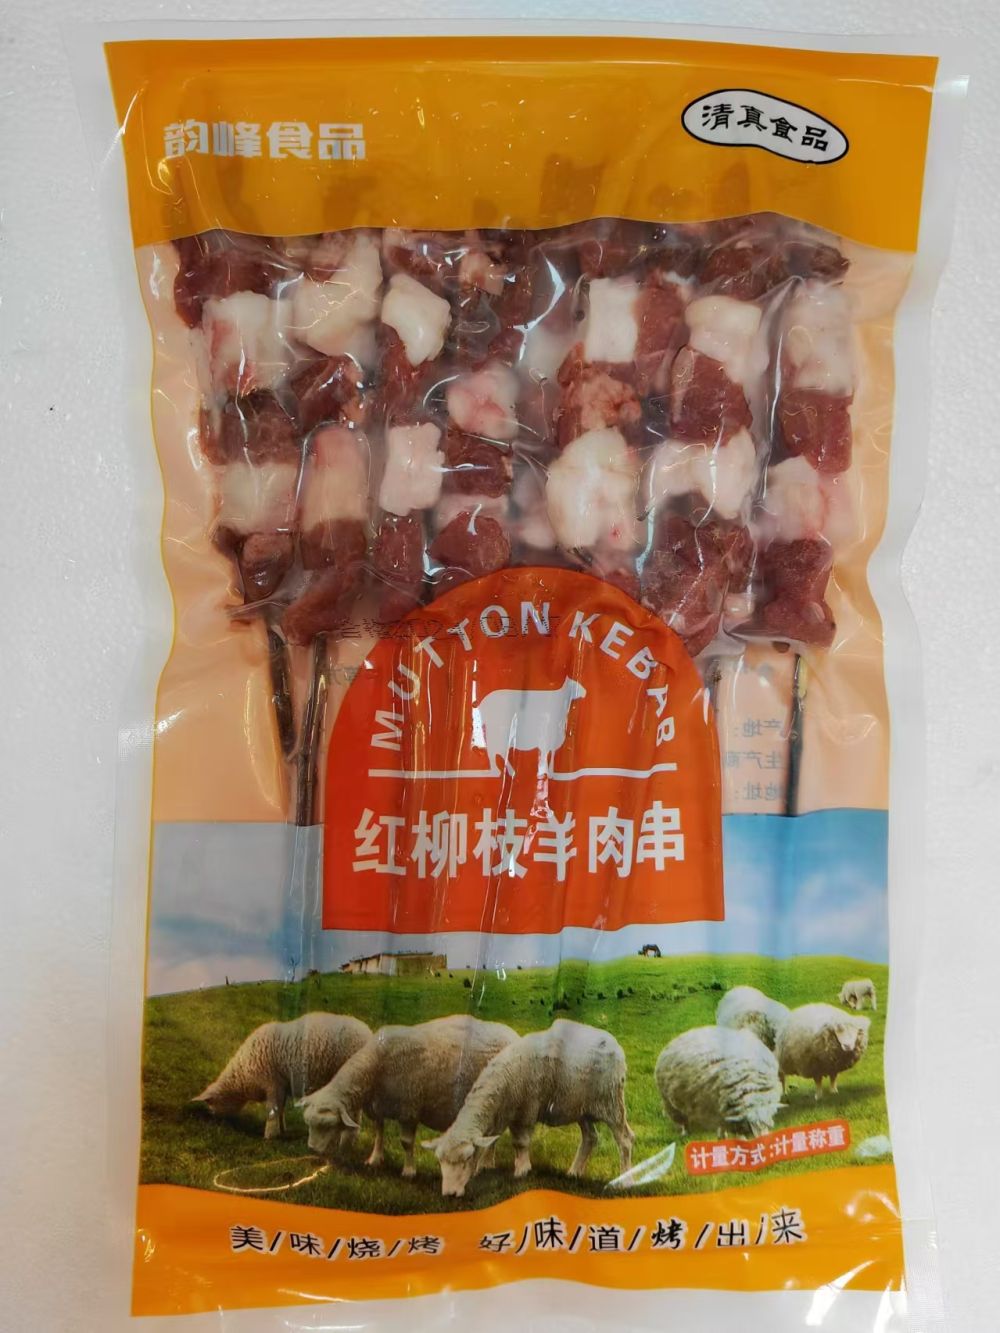 韵峰食品
清真食品
MUTTON KEBAB
红柳枝羊肉串
产地:
生产商
地址:
计量方式:计量称重
美/味/烧/烤 好/味/道/烤/出/来